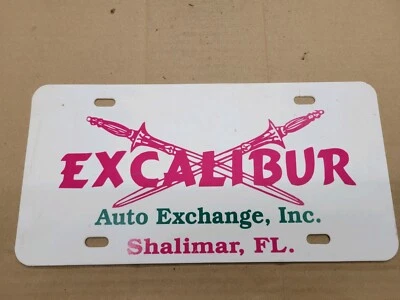 EXCALIBUR
Auto Exchange, Inc.
Shalimar, FL.